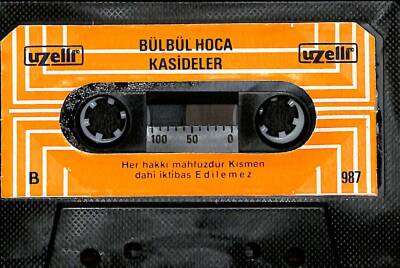 uzelli BÜLBÜL HOCA uzelli
KASİDELER
100 50 0
Her hakkı mahfuzdur Kısmen
B dahi iktibas Edilemez 987